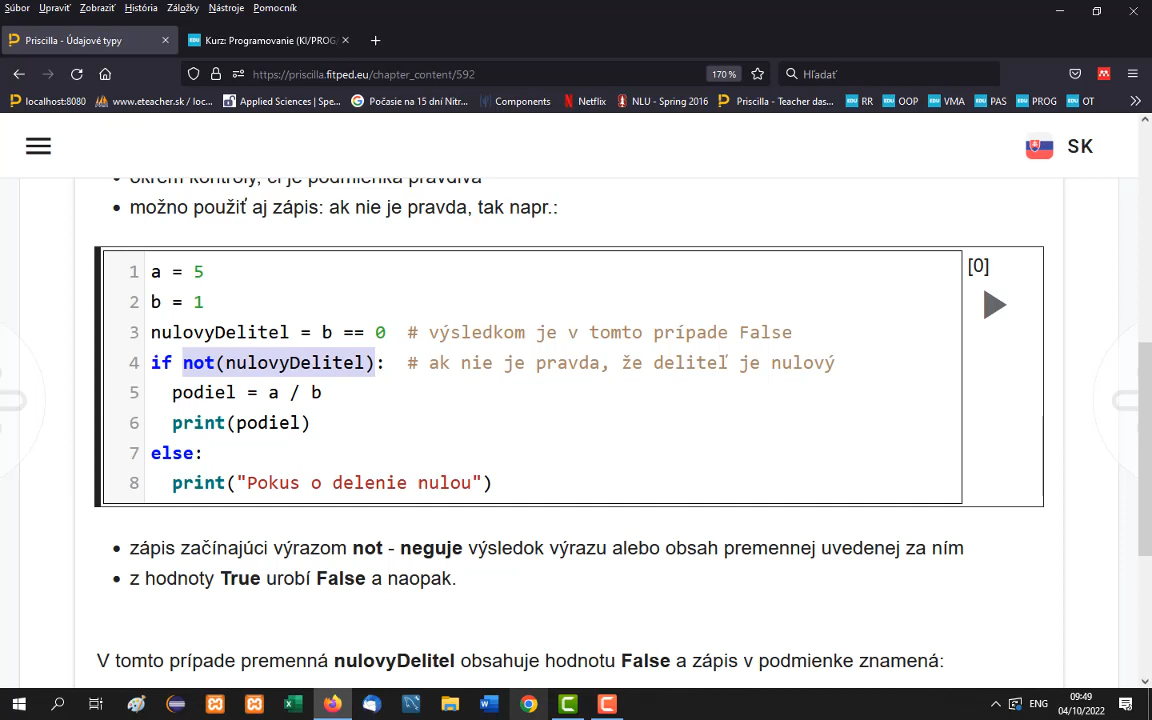 Súbor Upraviť Zobraziť História Záložky Nástroje Pomocník
Priscilla - Údajové typy
Kurz: Programovanie (KI/PROG
https://priscilla.fitped.eu/chapter_content/592
170 %
Hľadať
localhost:8080 www.eteacher.sk / loc... Applied Sciences | Spe... Počasie na 15 dní Nitr... Components Netflix NLU - Spring 2016 Priscilla - Teacher das... RR OOP VMA PAS PROG OT
SK
okrem kontroly, či je podmienka pravdivá
možno použiť aj zápis: ak nie je pravda, tak napr.:
1 a = 5
2 b = 1
3 nulovyDelitel = b == 0 # výsledkom je v tomto prípade False
4 if not(nulovyDelitel): # ak nie je pravda, že deliteľ je nulový
5 podiel = a / b
6 print(podiel)
7 else:
8 print("Pokus o delenie nulou")
[0]
zápis začínajúci výrazom not - neguje výsledok výrazu alebo obsah premennej uvedenej za ním
z hodnoty True urobí False a naopak.
V tomto prípade premenná nulovyDelitel obsahuje hodnotu False a zápis v podmienke znamená:
ENG
09:49
04/10/2022